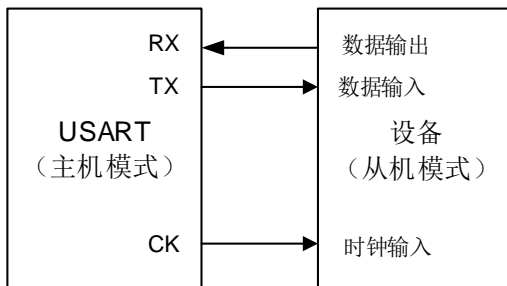 RX
TX
USART
（主机模式）
CK
数据输出
数据输入
设备
（从机模式）
时钟输入